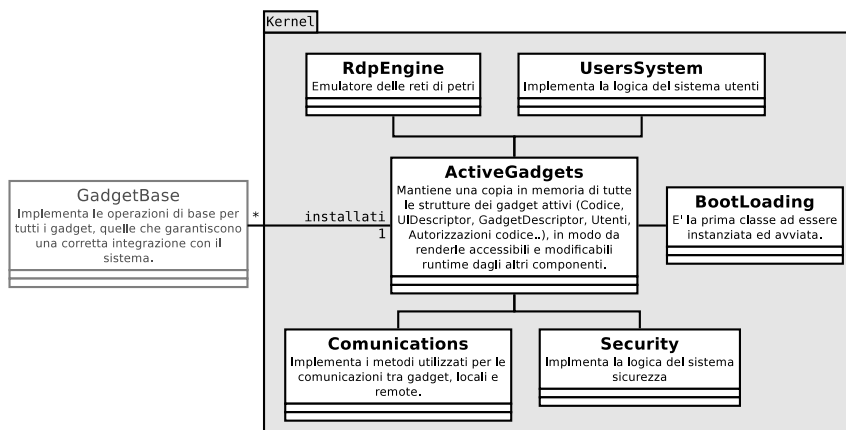 Kernel
RdpEngine
Emulatore delle reti di petri
UsersSystem
Implementa la logica del sistema utenti
GadgetBase
Implementa le operazioni di base per
tutti i gadget, quelle che garantiscono
una corretta integrazione con il
sistema.
*
installati
1
ActiveGadgets
Mantiene una copia in memoria di tutte
le strutture dei gadget attivi (Codice,
UIDescriptor, GadgetDescriptor, Utenti,
Autorizzazioni codice..), in modo da
renderle accessibili e modificabili
runtime dagli altri componenti.
BootLoading
E' la prima classe ad essere
instanziata ed avviata.
Comunications
Implementa i metodi utilizzati per le
comunicazioni tra gadget, locali e
remote.
Security
Implmenta la logica del sistema
sicurezza